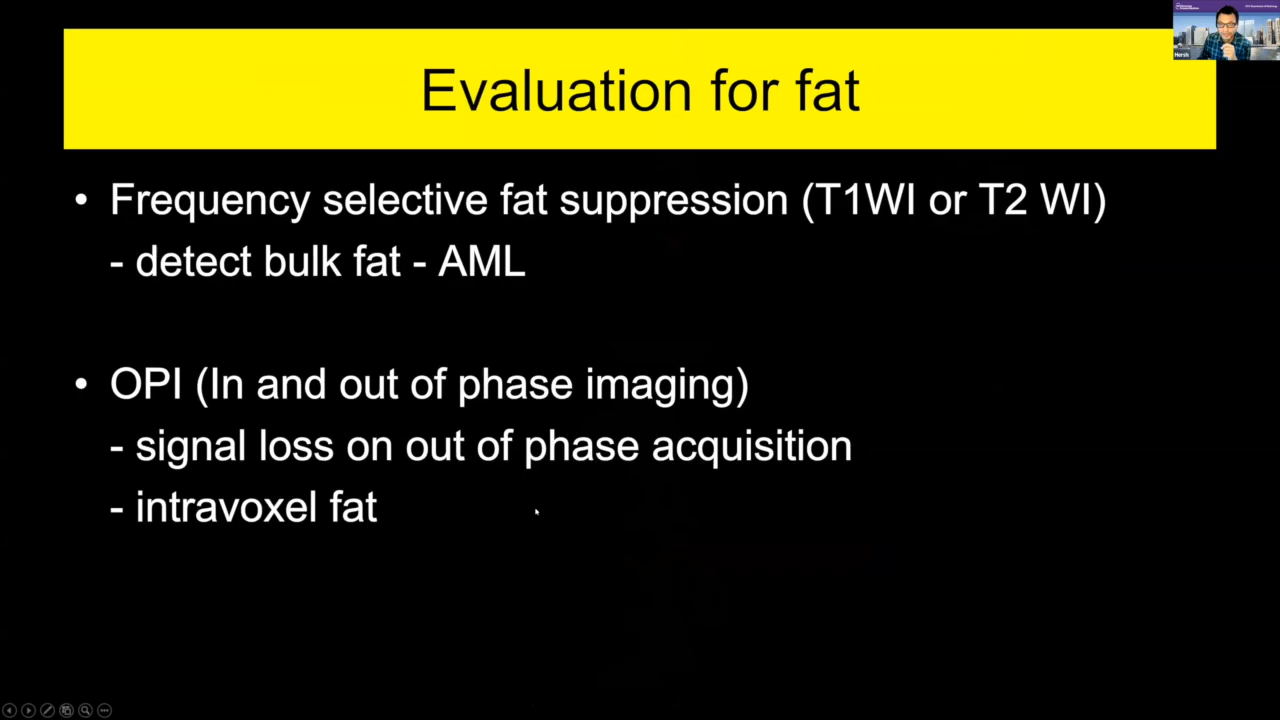 Evaluation for fat
• Frequency selective fat suppression (T1WI or T2 WI)
- detect bulk fat - AML
• OPI (In and out of phase imaging)
- signal loss on out of phase acquisition
- intravoxel fat
Hersh